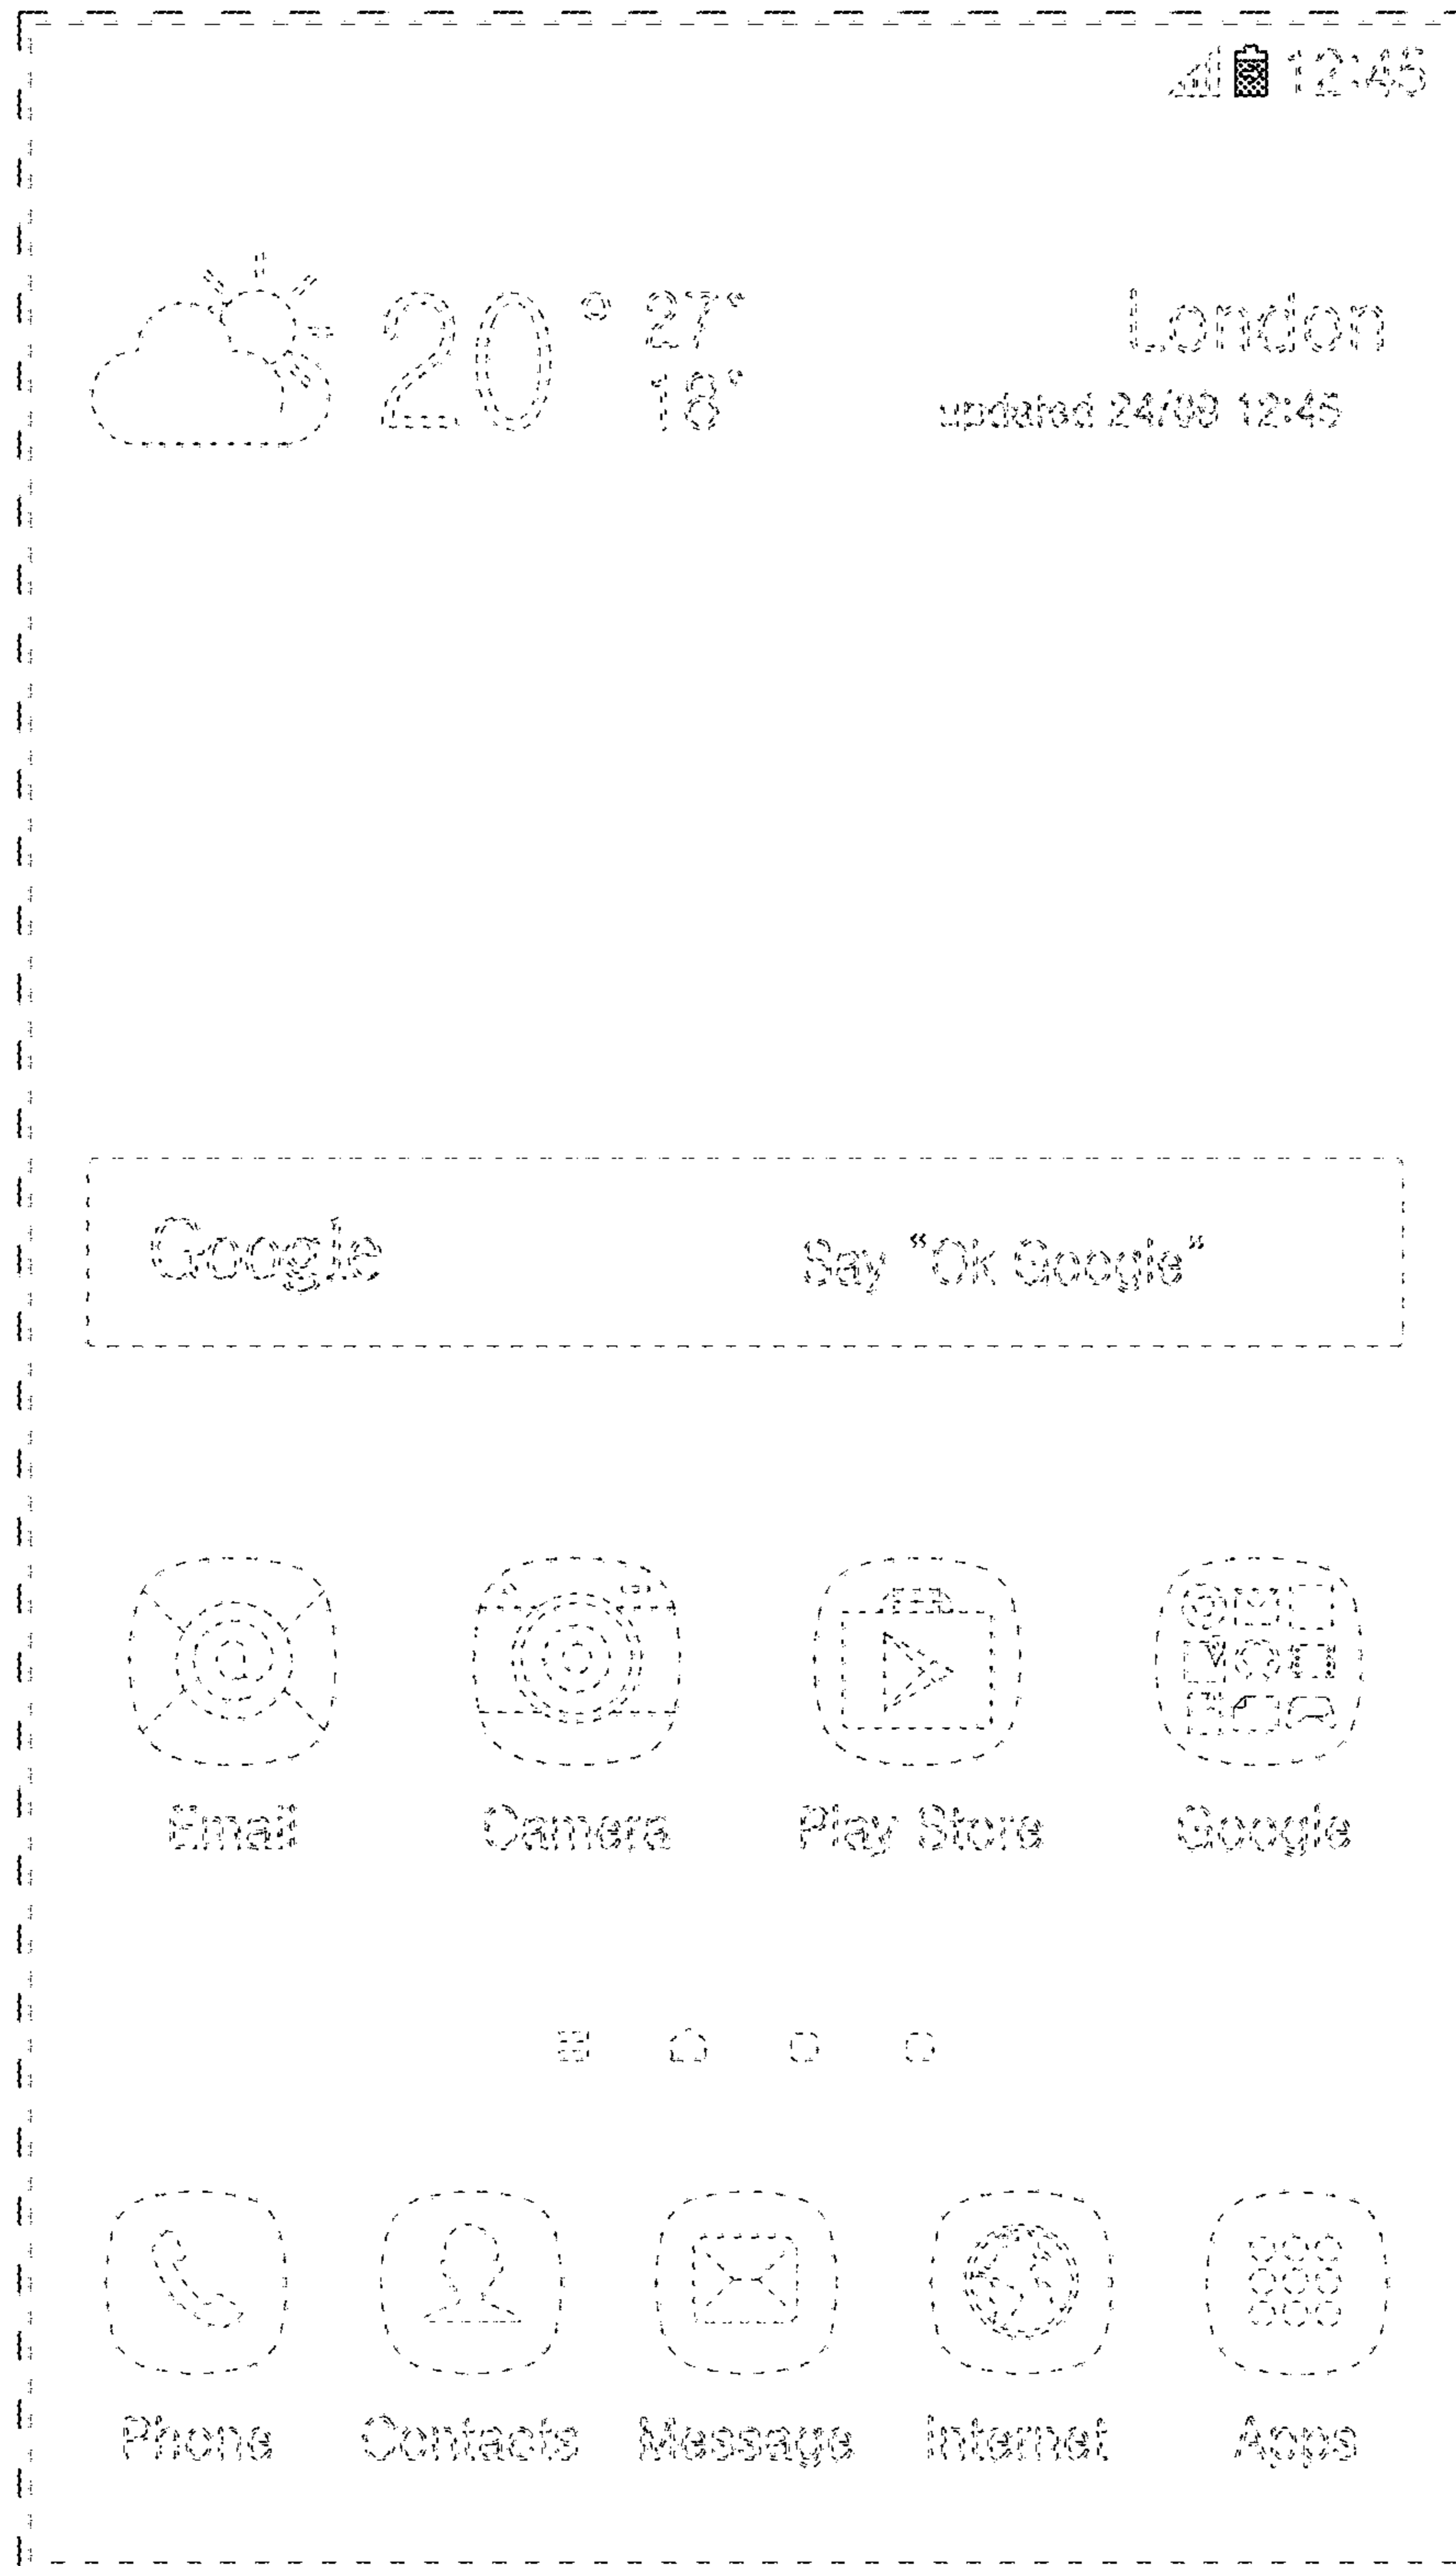 12:45
20° 27° London
18° updated 24/09 12:45
Google Say “Ok Google”
Email Camera Play Store Google
Phone Contacts Message Internet Apps